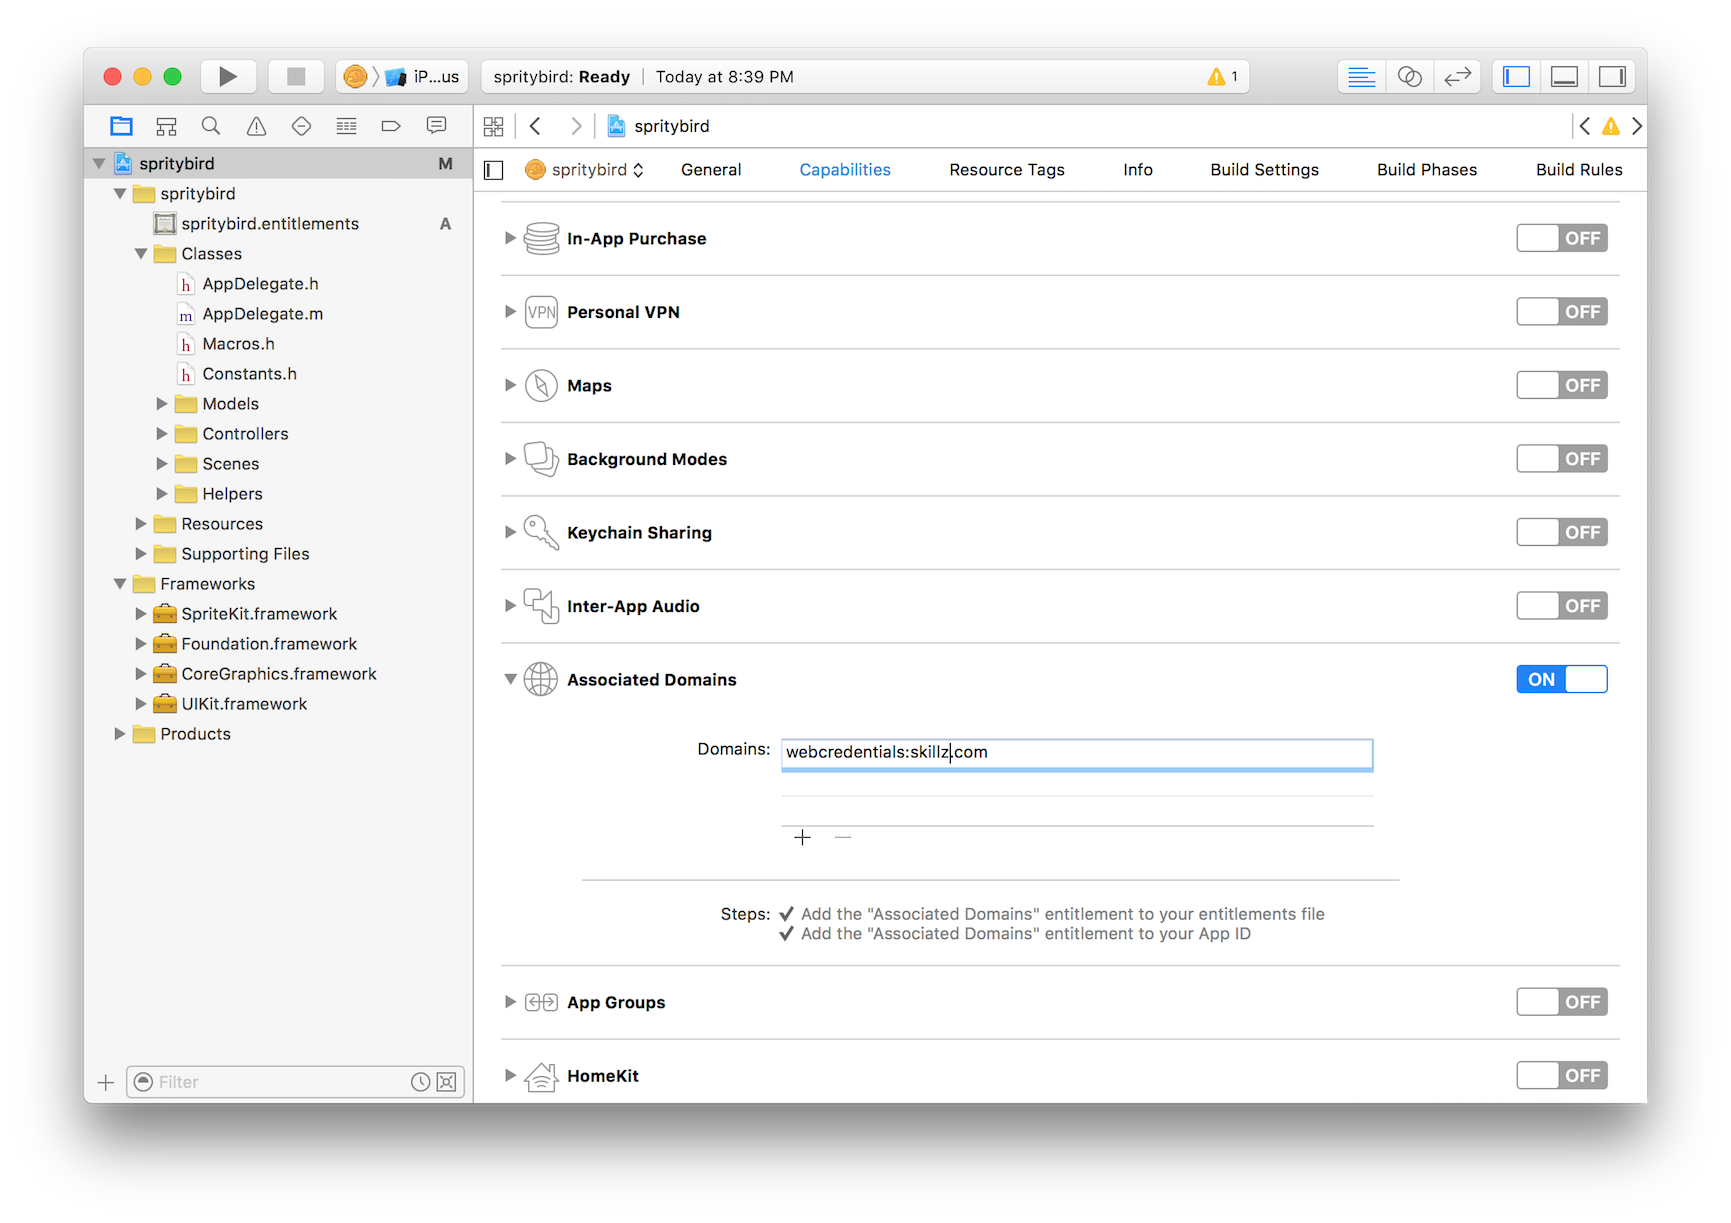 iP...us
spritybird: Ready | Today at 8:39 PM
1
spritybird
spritybird M
spritybird
spritybird.entitlements A
Classes
h AppDelegate.h
m AppDelegate.m
h Macros.h
h Constants.h
Models
Controllers
Scenes
Helpers
Resources
Supporting Files
Frameworks
SpriteKit.framework
Foundation.framework
CoreGraphics.framework
UIKit.framework
Products
Filter
spritybird General Capabilities Resource Tags Info Build Settings Build Phases Build Rules
In-App Purchase OFF
VPN Personal VPN OFF
Maps OFF
Background Modes OFF
Keychain Sharing OFF
Inter-App Audio OFF
Associated Domains ON
Domains: webcredentials:skillz.com
Steps: ✔ Add the "Associated Domains" entitlement to your entitlements file
✔ Add the "Associated Domains" entitlement to your App ID
App Groups OFF
HomeKit OFF